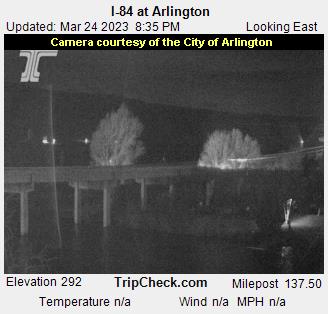 I-84 at Arlington
Updated: Mar 24 2023 8:35 PM Looking East
Camera courtesy of the City of Arlington
Elevation 292 TripCheck.com Milepost 137.50
Temperature n/a Wind n/a MPH n/a